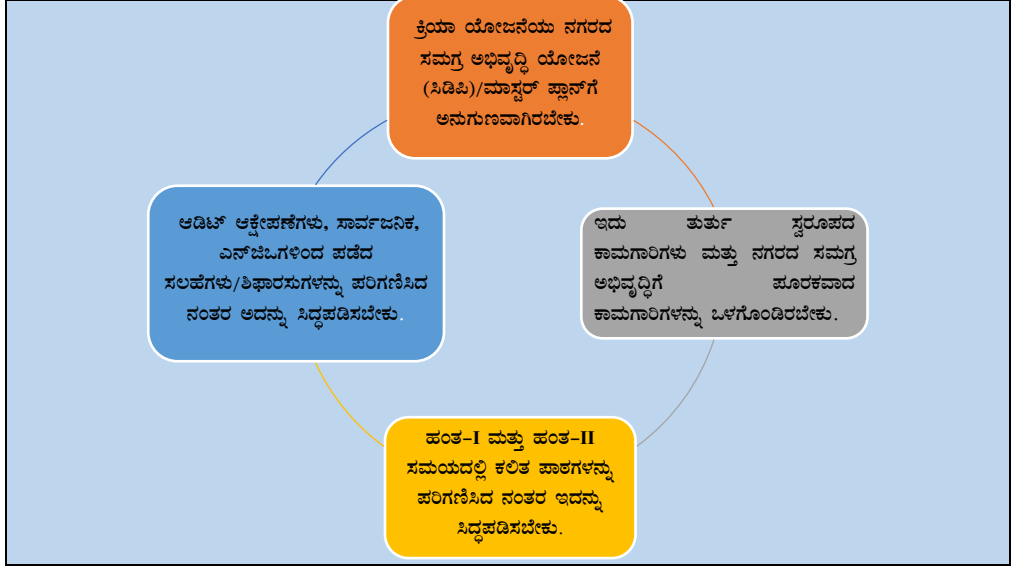 ಕ್ರಿಯಾ ಯೋಜನೆಯು ನಗರದ
ಸಮಗ್ರ ಅಭಿವೃದ್ಧಿ ಯೋಜನೆ
(ಸಿಡಿಪಿ)/ಮಾಸ್ಟರ್ ಪ್ಲಾನ್‌ಗೆ
ಅನುಗುಣವಾಗಿರಬೇಕು.
ಇದು ತುರ್ತು ಸ್ವರೂಪದ
ಕಾಮಗಾರಿಗಳು ಮತ್ತು ನಗರದ ಸಮಗ್ರ
ಅಭಿವೃದ್ಧಿಗೆ ಪೂರಕವಾದ
ಕಾಮಗಾರಿಗಳನ್ನು ಒಳಗೊಂಡಿರಬೇಕು.
ಹಂತ-I ಮತ್ತು ಹಂತ-II
ಸಮಯದಲ್ಲಿ ಕಲಿತ ಪಾಠಗಳನ್ನು
ಪರಿಗಣಿಸಿದ ನಂತರ ಇದನ್ನು
ಸಿದ್ಧಪಡಿಸಬೇಕು.
ಆಡಿಟ್ ಆಕ್ಷೇಪಣೆಗಳು, ಸಾರ್ವಜನಿಕ,
ಎನ್‌ಜಿಒಗಳಿಂದ ಪಡೆದ
ಸಲಹೆಗಳು/ಶಿಫಾರಸುಗಳನ್ನು ಪರಿಗಣಿಸಿದ
ನಂತರ ಅದನ್ನು ಸಿದ್ಧಪಡಿಸಬೇಕು.